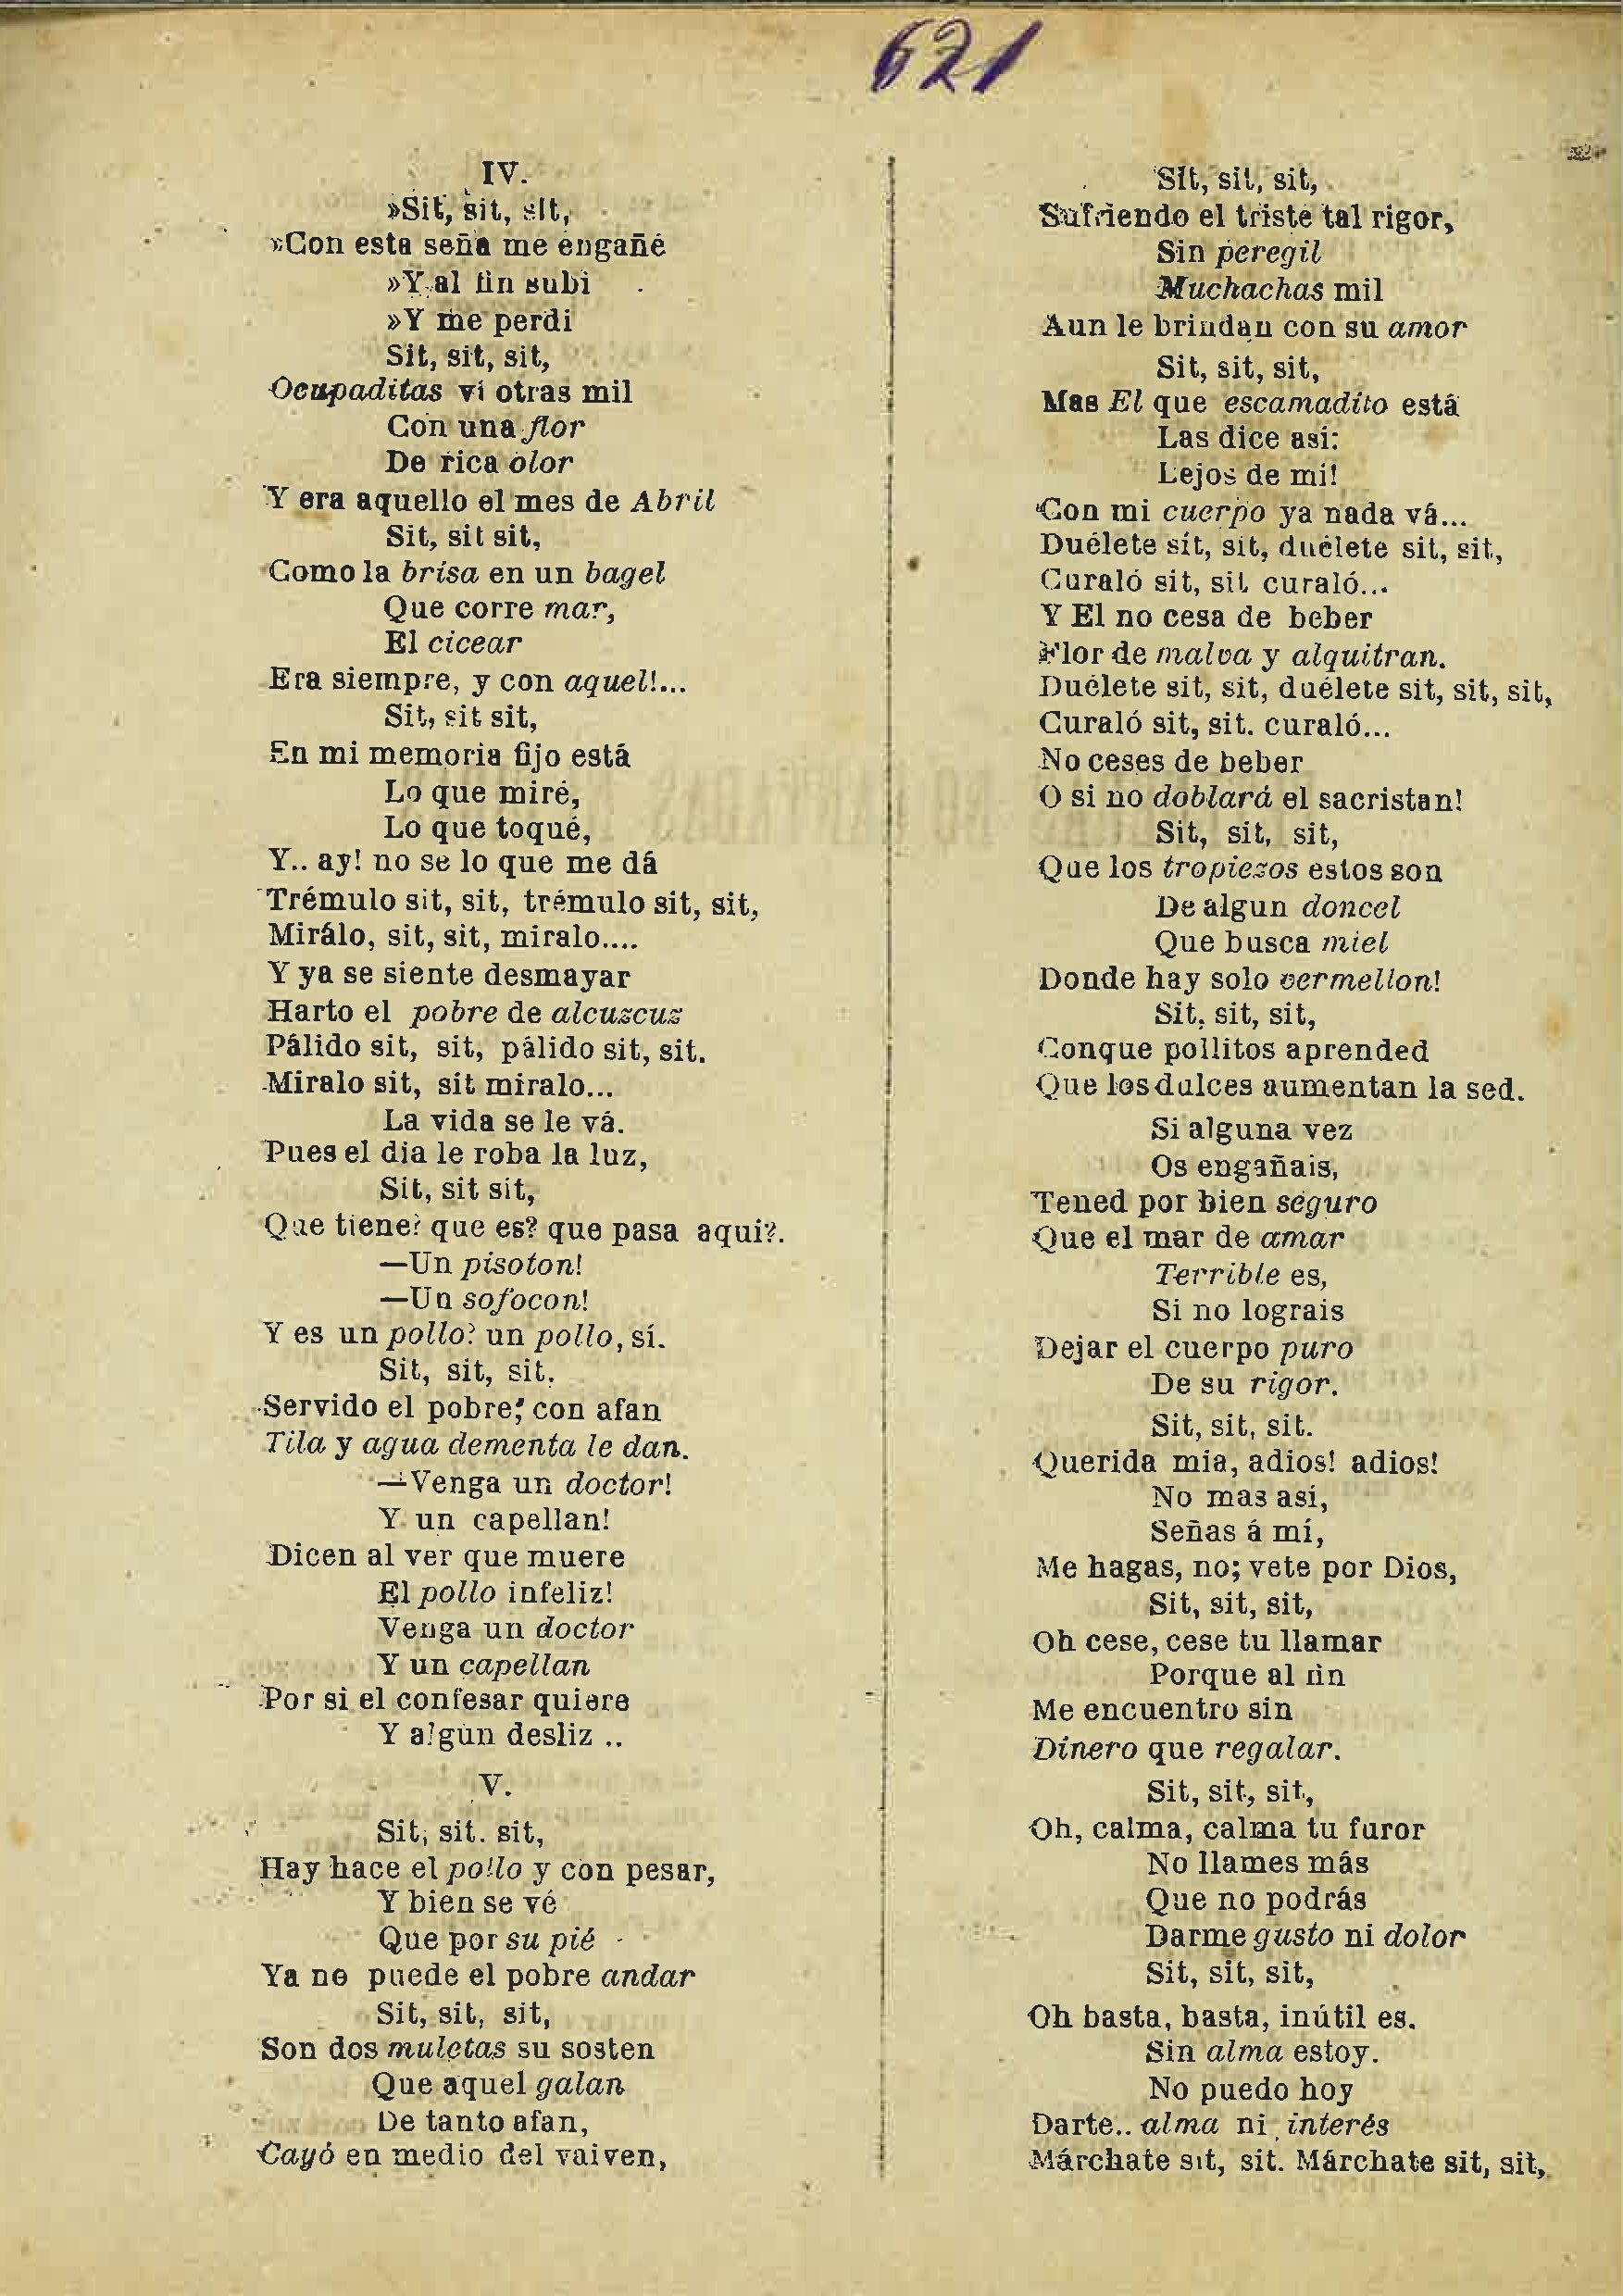 621
IV.
»Sit, sit, sit,
»Con esta seña me engañé
»Y al fin subi
»Y me perdi
Sit, sit, sit,
Ocupaditas vi otras mil
Con una flor
De rica olor
Y era aquello el mes de Abril
Sit, sit sit,
Como la brisa en un bagel
Que corre mar,
El cicear
Era siempre, y con aquel!...
Sit, sit sit,
En mi memoria fijo está
Lo que miré,
Lo que toqué,
Y.. ay! no se lo que me dá
Trémulo sit, sit, trémulo sit, sit,
Mirálo, sit, sit, miralo....
Y ya se siente desmayar
Harto el pobre de alcuzcuz
Pálido sit, sit, pálido sit, sit.
Miralo sit, sit miralo...
La vida se le vá.
Pues el dia le roba la luz,
Sit, sit sit,
Que tiene? que es? que pasa aqui?.
—Un pisoton!
—Un sofocon!
Y es un pollo? un pollo, sí.
Sit, sit, sit.
Servido el pobre; con afan
Tila y agua dementa le dan.
—Venga un doctor!
Y un capellan!
Dicen al ver que muere
El pollo infeliz!
Venga un doctor
Y un capellan
Por si el confesar quiere
Y algun desliz ..
V.
Sit, sit. sit,
Hay hace el pollo y con pesar,
Y bien se vé
Que por su pié
Ya no puede el pobre andar
Sit, sit, sit,
Son dos muletas su sosten
Que aquel galan
De tanto afan,
Cayó en medio del vaiven,
Sit, sit, sit,
Sufriendo el triste tal rigor,
Sin peregil
Muchachas mil
Aun le brindan con su amor
Sit, sit, sit,
Mas El que escamadito está
Las dice así:
Lejos de mi!
Con mi cuerpo ya nada vá...
Duélete sit, sit, duélete sit, sit,
Curaló sit, sit curaló...
Y El no cesa de beber
Flor de malva y alquitran.
Duélete sit, sit, duélete sit, sit, sit,
Curaló sit, sit. curaló...
No ceses de beber
O si no doblará el sacristan!
Sit, sit, sit,
Que los tropiezos estos son
De algun doncel
Que busca miel
Donde hay solo vermellon!
Sit, sit, sit,
Conque pollitos aprended
Que los dulces aumentan la sed.
Si alguna vez
Os engañais,
Tened por bien seguro
Que el mar de amar
Terrible es,
Si no lograis
Dejar el cuerpo puro
De su rigor.
Sit, sit, sit.
Querida mia, adios! adios!
No mas así,
Señas á mí,
Me hagas, no; vete por Dios,
Sit, sit, sit,
Oh cese, cese tu llamar
Porque al fin
Me encuentro sin
Dinero que regalar.
Sit, sit, sit,
Oh, calma, calma tu furor
No llames más
Que no podrás
Darme gusto ni dolor
Sit, sit, sit,
Oh basta, basta, inútil es.
Sin alma estoy.
No puedo hoy
Darte.. alma ni interés
Márchate sit, sit. Márchate sit, sit,